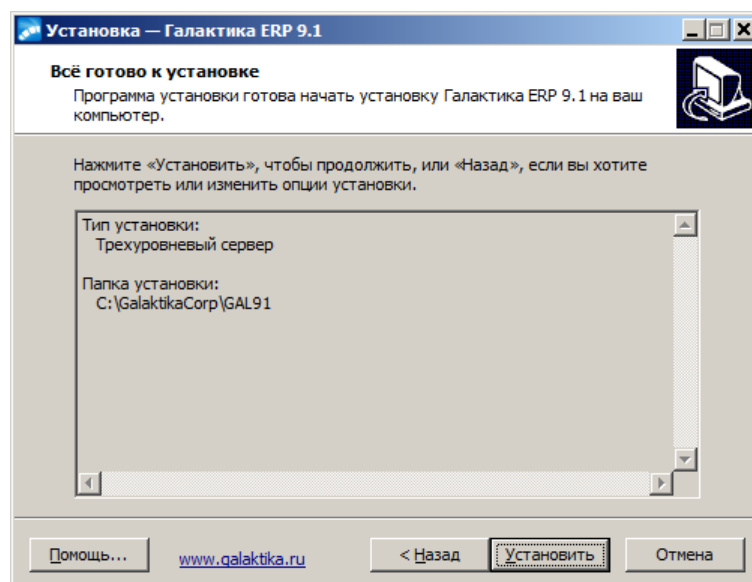 Установка — Галактика ERP 9.1
Всё готово к установке
Программа установки готова начать установку Галактика ERP 9.1 на ваш
компьютер.
Нажмите «Установить», чтобы продолжить, или «Назад», если вы хотите
просмотреть или изменить опции установки.
Тип установки:
Трехуровневый сервер
Папка установки:
C:\GalaktikaCorp\GAL91
Помощь...
www.galaktika.ru
< Назад
Установить
Отмена